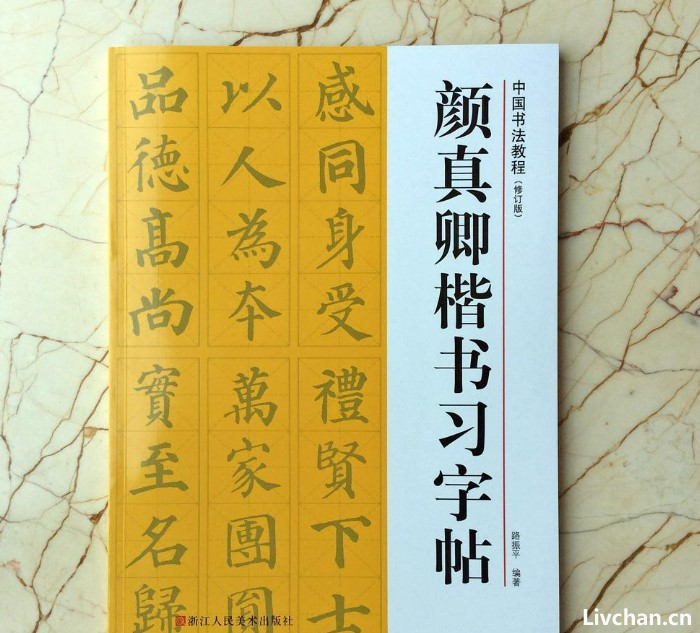 中国书法教程(修订版)
颜真卿楷书习字帖
路振平 编著
感同身受
禮賢下士
以人為本
萬家團圓
品德高尚
實至名歸
浙江人民美术出版社
Livchan.cn